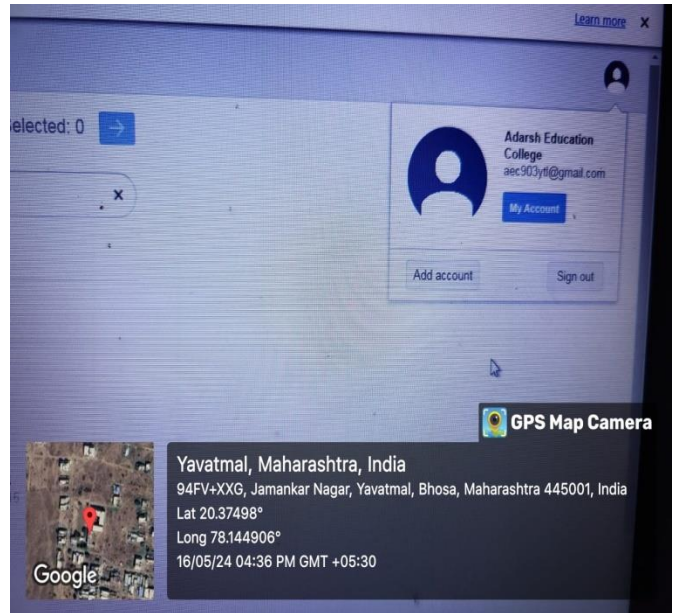 Learn more X
elected: 0 →
x
Adarsh Education
College
aec903ytl@gmail.com
My Account
Add account Sign out
GPS Map Camera
Yavatmal, Maharashtra, India
94FV+XXG, Jamankar Nagar, Yavatmal, Bhosa, Maharashtra 445001, India
Lat 20.37498°
Long 78.144906°
16/05/24 04:36 PM GMT +05:30
Google